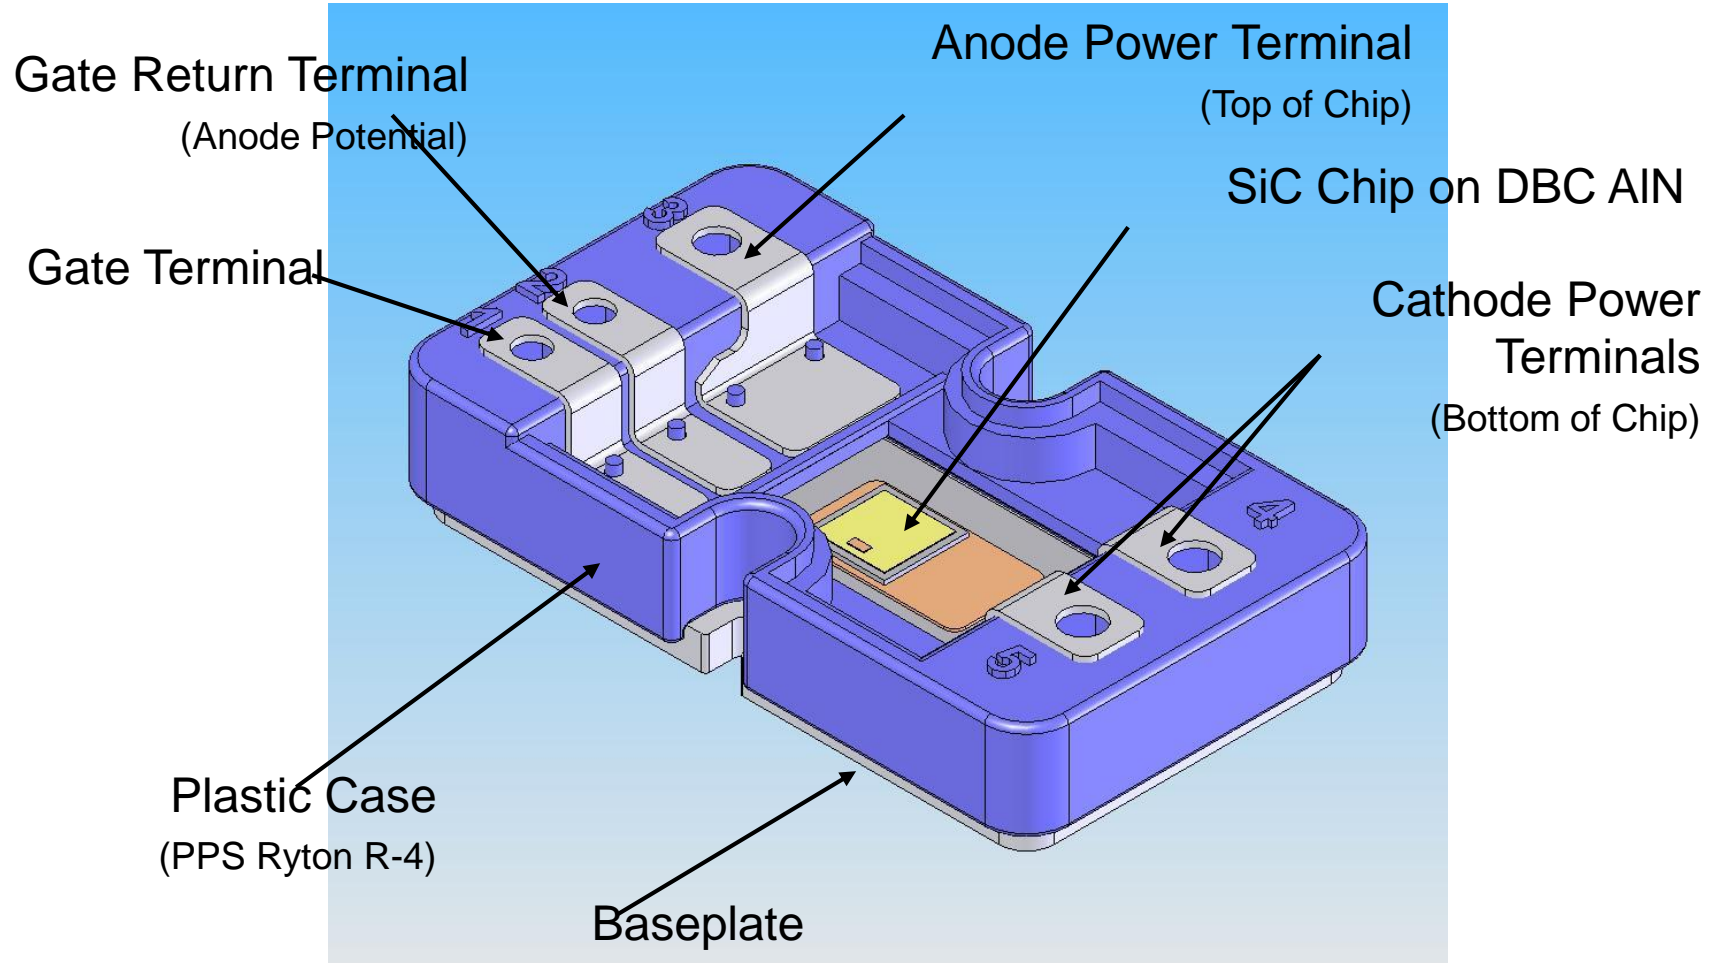 Gate Return Terminal
(Anode Potential)
Anode Power Terminal
(Top of Chip)
SiC Chip on DBC AlN
Gate Terminal
Cathode Power
Terminals
(Bottom of Chip)
3
2
1
4
5
Plastic Case
(PPS Ryton R-4)
Baseplate